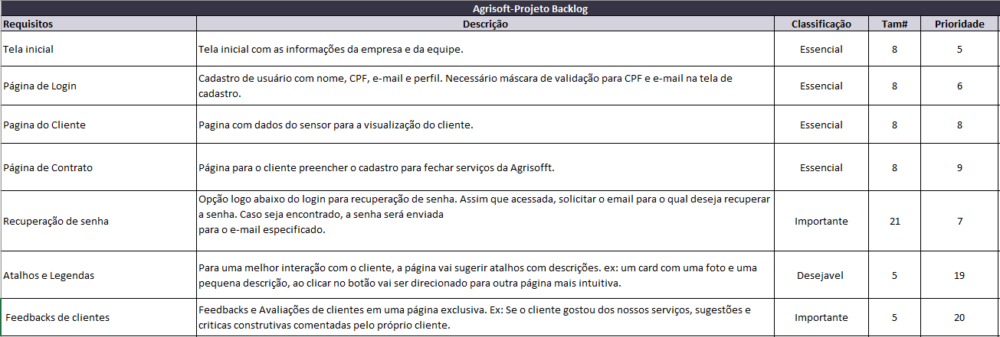 Agrisoft-Projeto Backlog
Requisitos Descrição Classificação Tam# Prioridade
Tela inicial Tela inicial com as informações da empresa e da equipe. Essencial 8 5
Página de Login Cadastro de usuário com nome, CPF, e-mail e perfil. Necessário máscara de validação para CPF e e-mail na tela de
cadastro. Essencial 8 6
Pagina do Cliente Pagina com dados do sensor para a visualização do cliente. Essencial 8 8
Página de Contrato Página para o cliente preencher o cadastro para fechar serviços da Agrisofft. Essencial 8 9
Recuperação de senha Opção logo abaixo do login para recuperação de senha. Assim que acessada, solicitar o email para o qual deseja recuperar
a senha. Caso seja encontrado, a senha será enviada
para o e-mail especificado. Importante 21 7
Atalhos e Legendas Para uma melhor interação com o cliente, a página vai sugerir atalhos com descrições. ex: um card com uma foto e uma
pequena descrição, ao clicar no botão vai ser direcionado para outra página mais intuitiva. Desejavel 5 19
Feedbacks de clientes Feedbacks e Avaliações de clientes em uma página exclusiva. Ex: Se o cliente gostou dos nossos serviços, sugestões e
criticas construtivas comentadas pelo próprio cliente. Importante 5 20